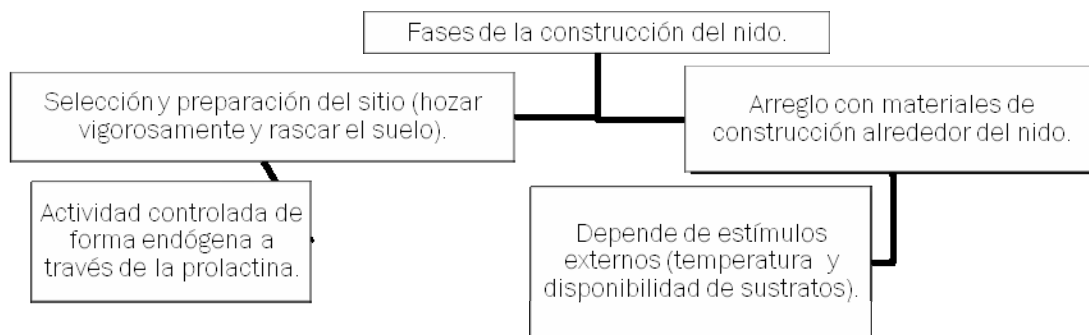 Fases de la construcción del nido.
Selección y preparación del sitio (hozar
vigorosamente y rascar el suelo).
Arreglo con materiales de
construcción alrededor del nido.
Actividad controlada de
forma endógena a
través de la prolactina.
Depende de estímulos
externos (temperatura y
disponibilidad de sustratos).